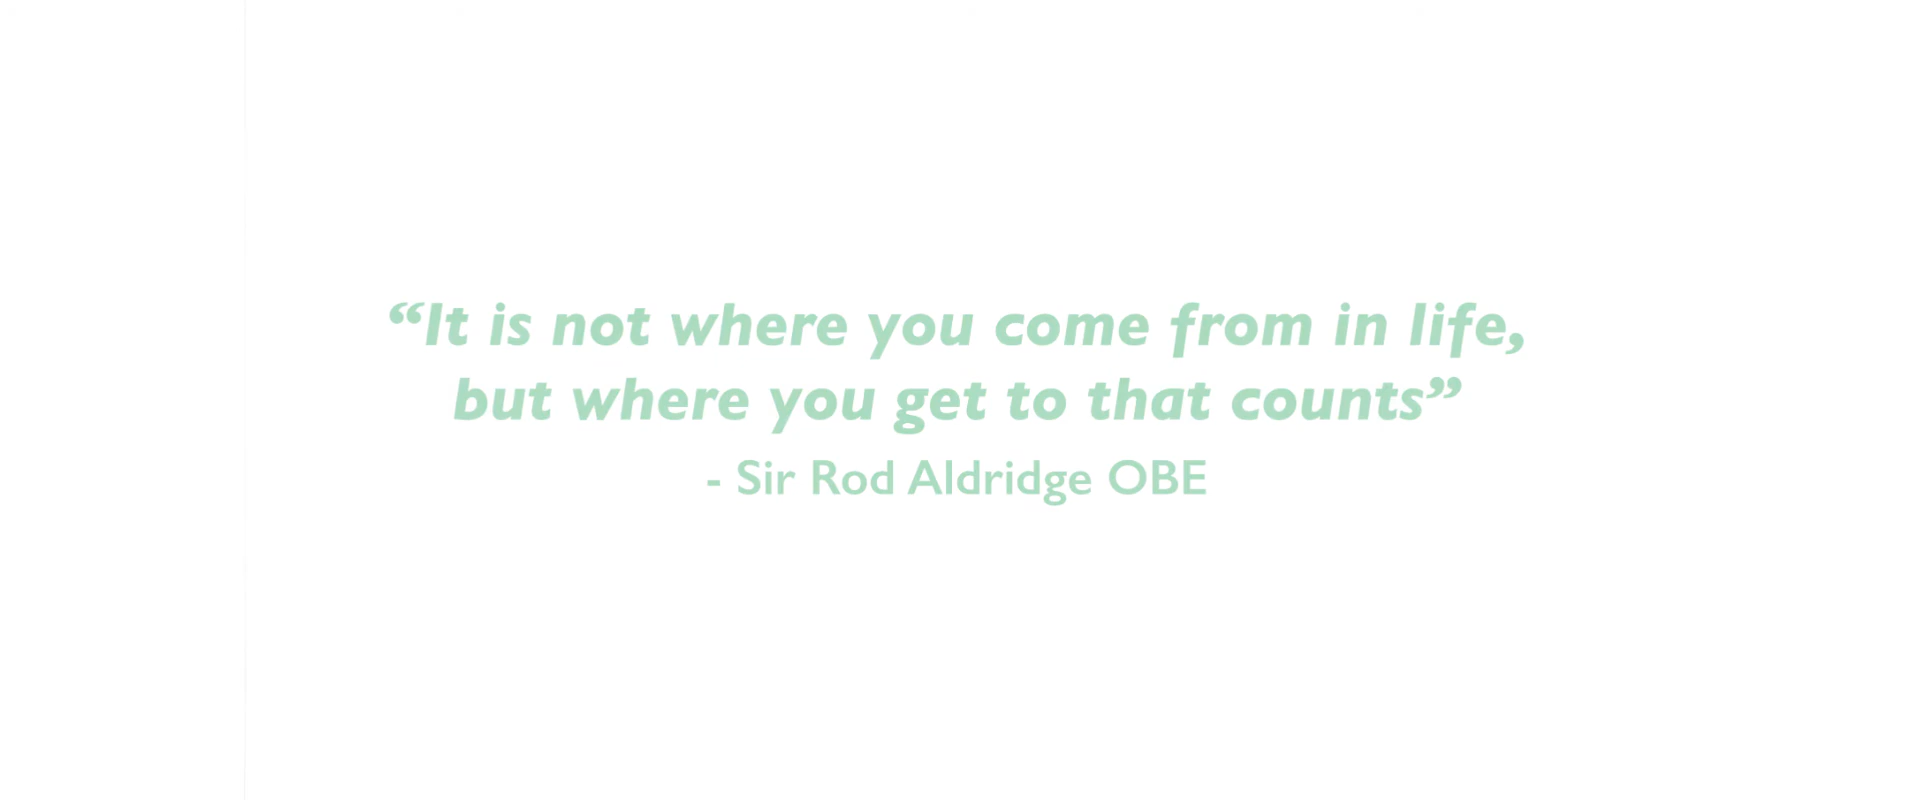 “It is not where you come from in life,
but where you get to that counts”
- Sir Rod Aldridge OBE